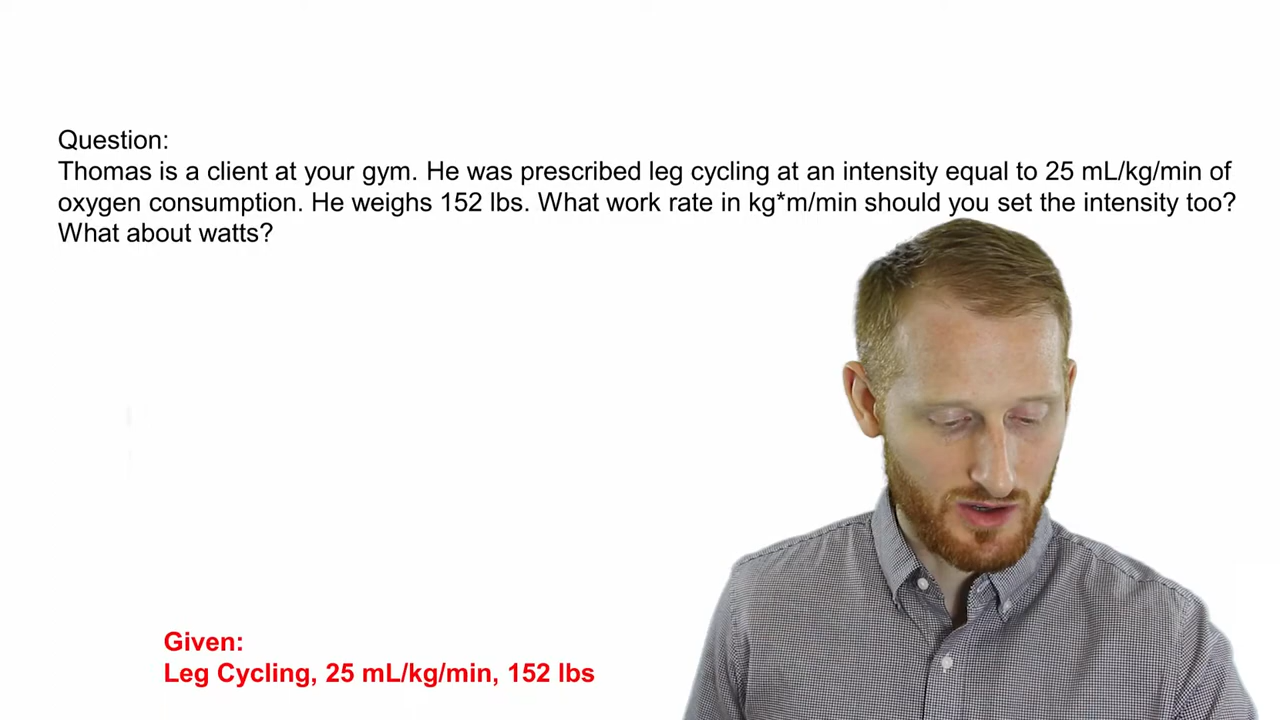 Question:
Thomas is a client at your gym. He was prescribed leg cycling at an intensity equal to 25 mL/kg/min of
oxygen consumption. He weighs 152 lbs. What work rate in kg*m/min should you set the intensity too?
What about watts?
Given:
Leg Cycling, 25 mL/kg/min, 152 lbs